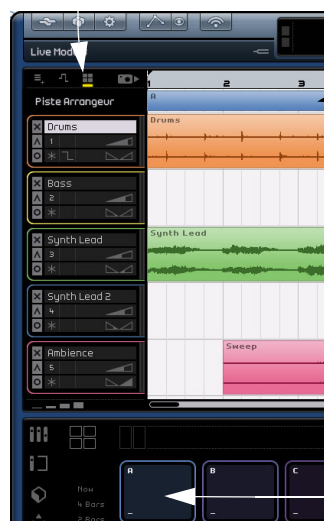 Live Mod
1 2 3
Piste Arrangeur
A
Drums
1
Drums
Bass
2
Synth Lead
3
Synth Lead
Synth Lead 2
4
Ambience
5
Sweep
A B C
Now
4 Bars
2 Bars